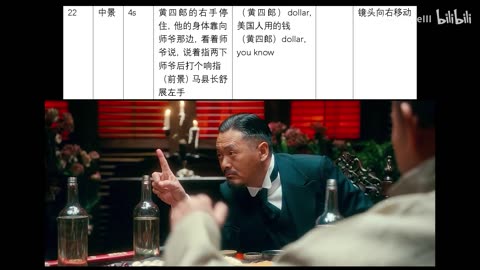 22
中景
4s
黄四郎的右手停
住，他的身体靠向
师爷那边，看着师
爷说，说着指两下
师爷后打个响指
（前景）马县长舒
展左手
（黄四郎）dollar,
美国人用的钱
（黄四郎）dollar,
you know
镜头向右移动
bilibili